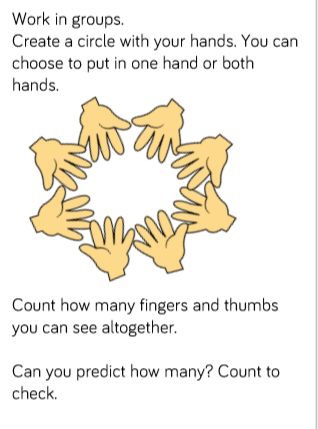 Work in groups.
Create a circle with your hands. You can
choose to put in one hand or both
hands.
Count how many fingers and thumbs
you can see altogether.
Can you predict how many? Count to
check.